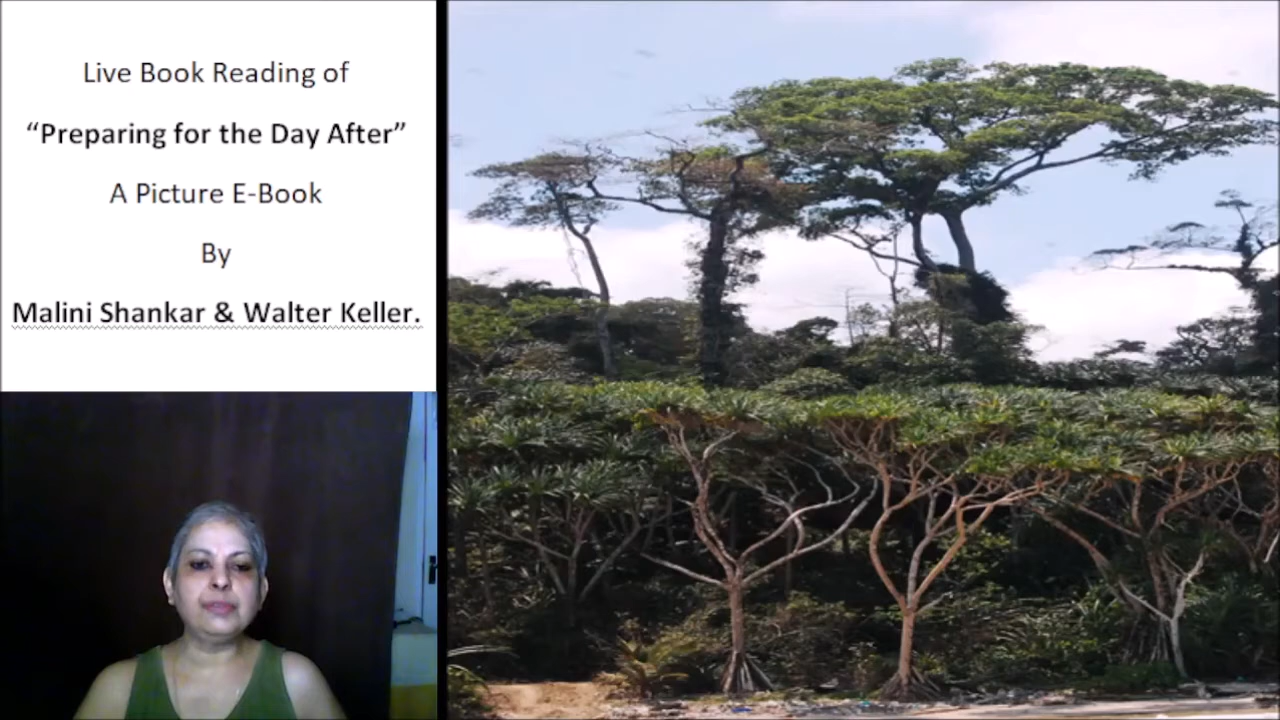 Live Book Reading of
“Preparing for the Day After”
A Picture E-Book
By
Malini Shankar & Walter Keller.